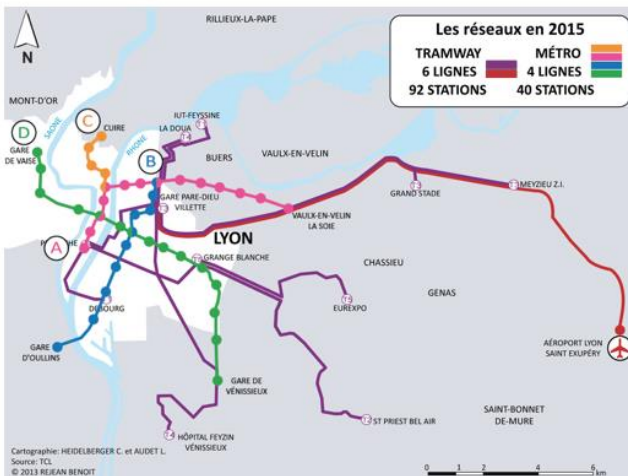 RILLIEUX-LA-PAPE
Les réseaux en 2015
TRAMWAY
MÉTRO
6 LIGNES
4 LIGNES
92 STATIONS
40 STATIONS
N
MONT-D'OR
SAONE
C
CUIRE
RHONE
IUT-FEYSSINE
LA DOUA
D
GARE
DE VAISE
B
BUERS
VAULX-EN-VELIN
GARE PARE-DIEU
VILLETTE
GRAND STADE
MEYZIEU Z.I.
VAULX-EN-VELIN
LA SOIE
LYON
A
GRANGE BLANCHE
CHASSIEU
GENAS
DEBOURG
EUREXPO
GARE
D'OULLINS
AÉROPORT LYON
SAINT EXUPÉRY
GARE DE
VÉNISSIEUX
SAINT-BONNET
DE-MURE
ST PRIEST BEL AIR
HÔPITAL FEYZIN
VÉNISSIEUX
Cartographie: HEIDELBERGER C. et AUDET L.
Source: TCL
© 2013 REJEAN BENOIT
0 2 4 6
km